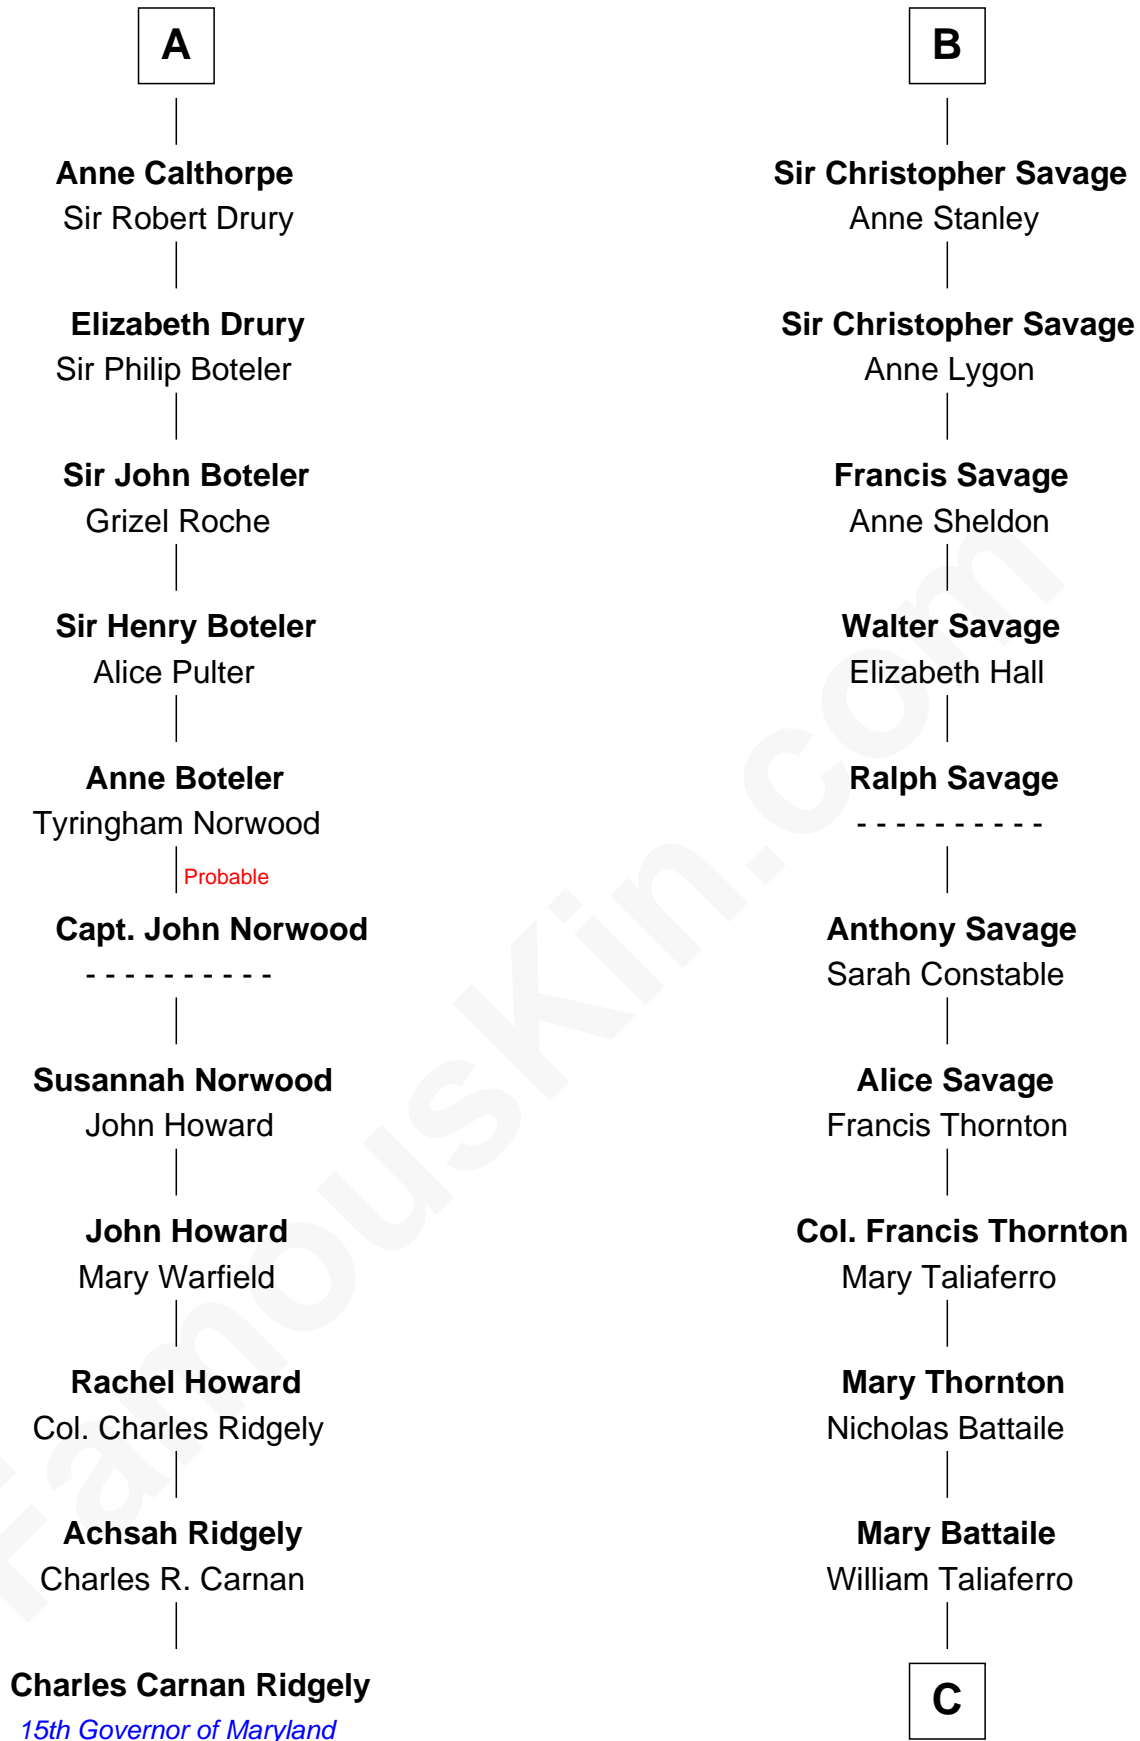 A
Anne Calthorpe
Sir Robert Drury
Elizabeth Drury
Sir Philip Boteler
Sir John Boteler
Grizel Roche
Sir Henry Boteler
Alice Pulter
Anne Boteler
Tyringham Norwood
Probable
Capt. John Norwood
- - - - - - - - - -
Susannah Norwood
John Howard
John Howard
Mary Warfield
Rachel Howard
Col. Charles Ridgely
Achsah Ridgely
Charles R. Carnan
Charles Carnan Ridgely
15th Governor of Maryland
B
Sir Christopher Savage
Anne Stanley
Sir Christopher Savage
Anne Lygon
Francis Savage
Anne Sheldon
Walter Savage
Elizabeth Hall
Ralph Savage
- - - - - - - - - -
Anthony Savage
Sarah Constable
Alice Savage
Francis Thornton
Col. Francis Thornton
Mary Taliaferro
Mary Thornton
Nicholas Battaile
Mary Battaile
William Taliaferro
C
FamousKin.com